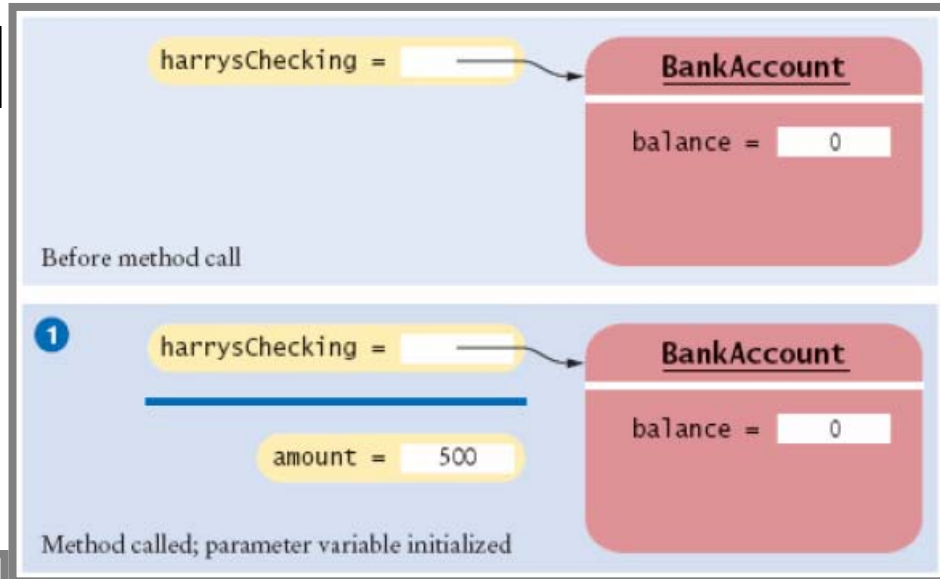 harrysChecking =
BankAccount
balance = 0
Before method call
1
harrysChecking =
BankAccount
balance = 0
amount = 500
Method called; parameter variable initialized